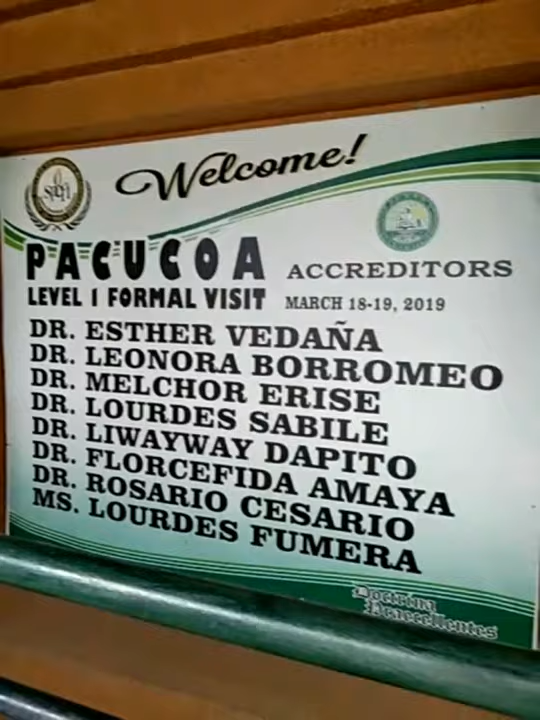 Welcome!
PACUCOA ACCREDITORS
LEVEL 1 FORMAL VISIT MARCH 18-19, 2019
DR. ESTHER VEDAÑA
DR. LEONORA BORROMEO
DR. MELCHOR ERISE
DR. LOURDES SABILE
DR. LIWAYWAY DAPITO
DR. FLORCEFIDA AMAYA
DR. ROSARIO CESARIO
MS. LOURDES FUMERA
Doctrina